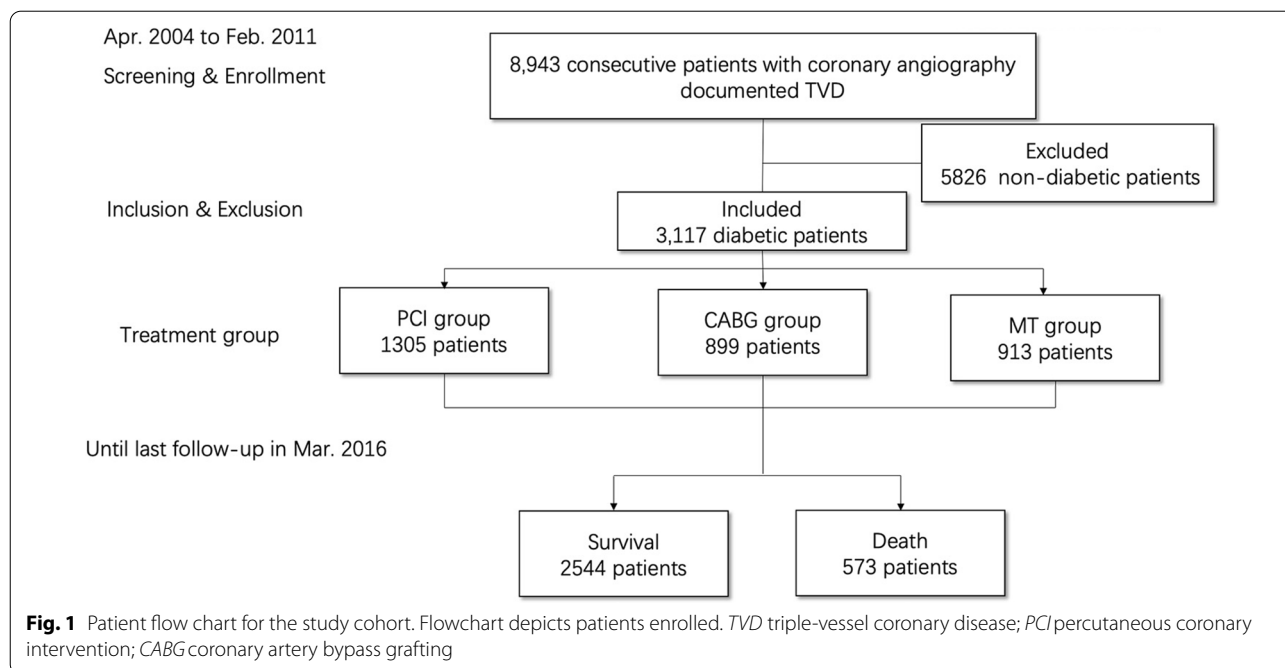 Apr. 2004 to Feb. 2011
Screening & Enrollment
8,943 consecutive patients with coronary angiography
documented TVD
Excluded
5826 non-diabetic patients
Inclusion & Exclusion
Included
3,117 diabetic patients
Treatment group
PCI group
1305 patients
CABG group
899 patients
MT group
913 patients
Until last follow-up in Mar. 2016
Survival
2544 patients
Death
573 patients
Fig. 1 Patient flow chart for the study cohort. Flowchart depicts patients enrolled. TVD triple-vessel coronary disease; PCI percutaneous coronary
intervention; CABG coronary artery bypass grafting